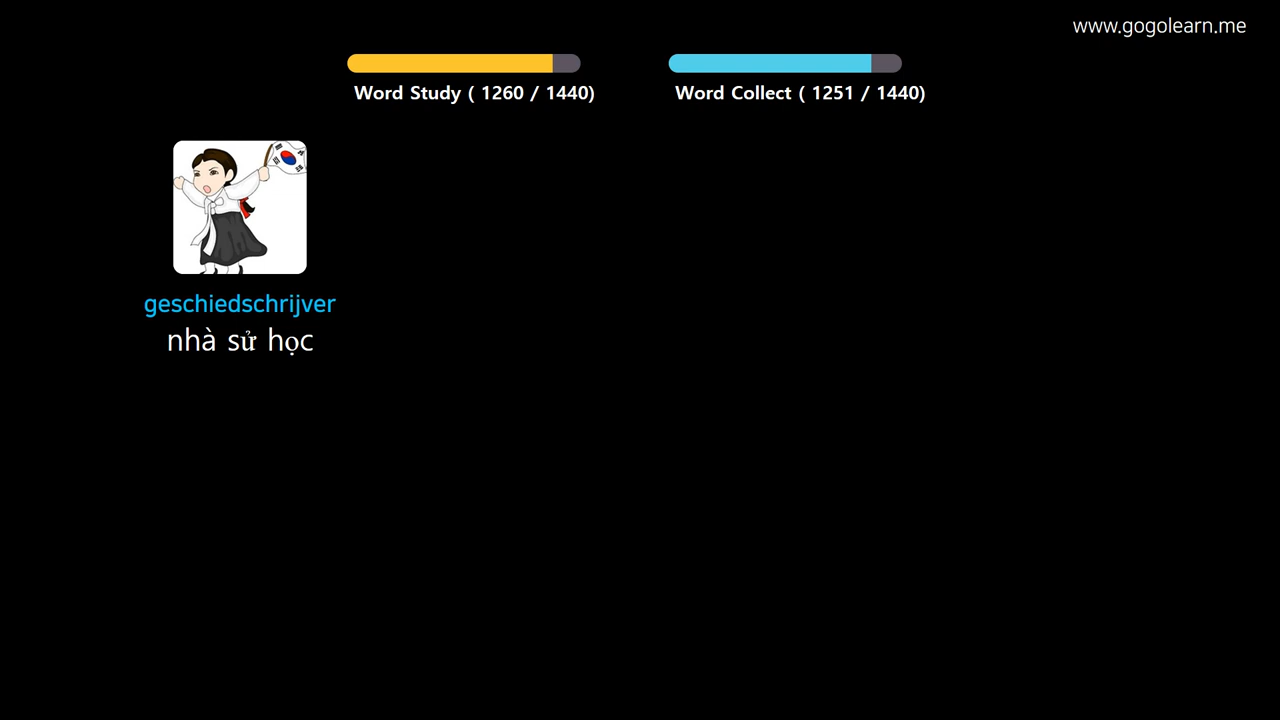 www.gogolearn.me
Word Study ( 1260 / 1440)
Word Collect ( 1251 / 1440)
geschiedschrijver
nhà sử học